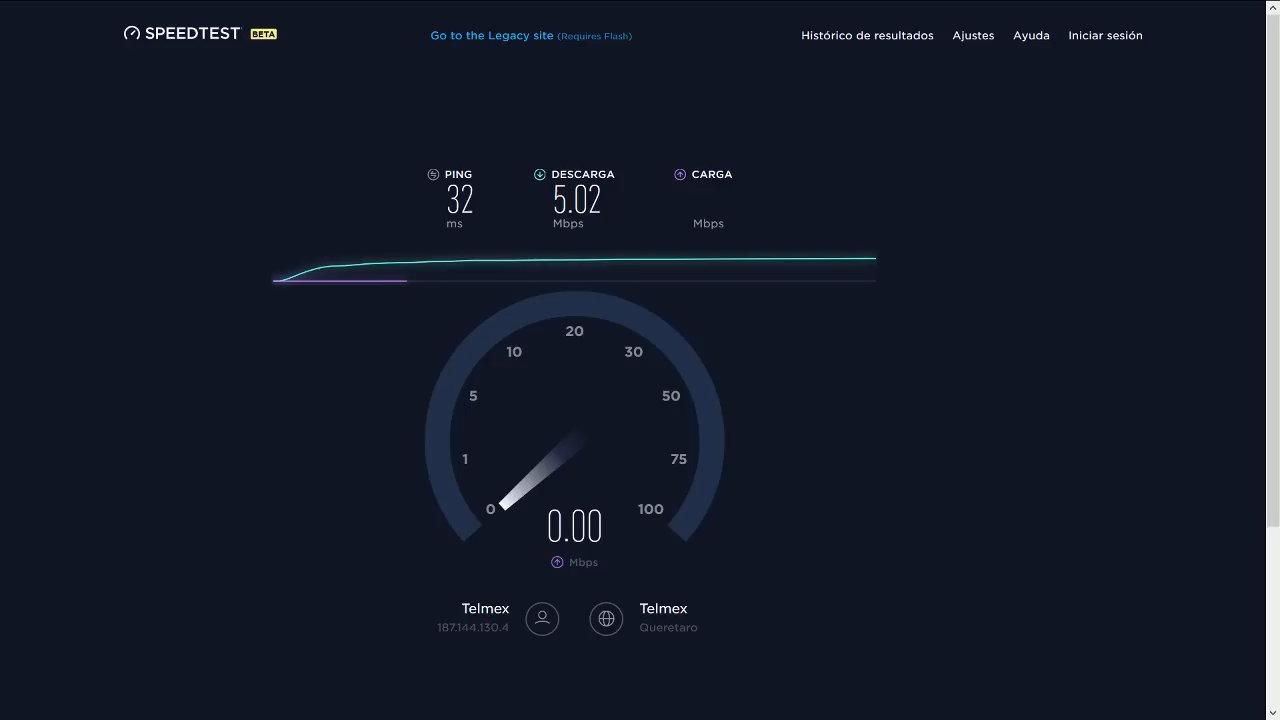 SPEEDTEST BETA
Go to the Legacy site (Requires Flash)
Histórico de resultados Ajustes Ayuda Iniciar sesión
PING DESCARGA CARGA
32 5.02
ms Mbps Mbps
20
10 30
5 50
1 75
0 100
0.00
Mbps
Telmex Telmex
187.144.130.4 Queretaro